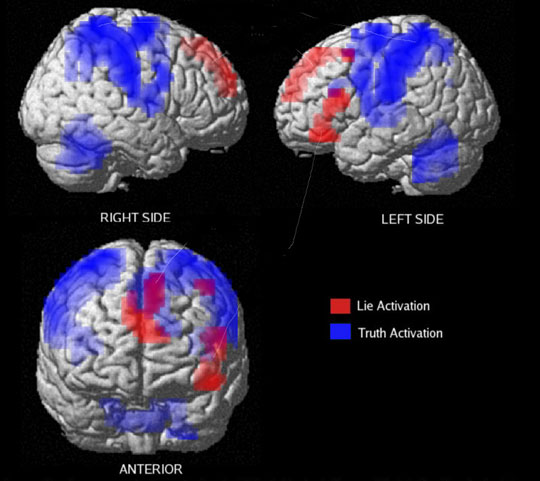 RIGHT SIDE
LEFT SIDE
Lie Activation
Truth Activation
ANTERIOR